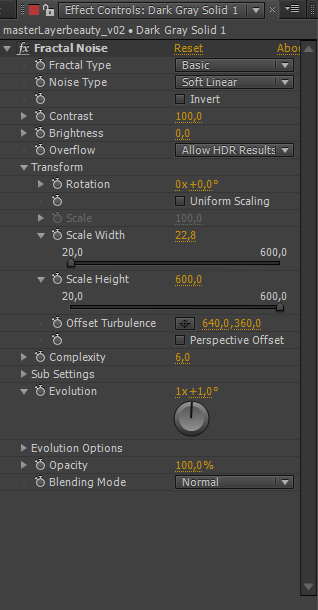 Effect Controls: Dark Gray Solid 1
masterLayerbeauty_v02 • Dark Gray Solid 1
fx Fractal Noise Reset Abou
Fractal Type Basic
Noise Type Soft Linear
Invert
Contrast 100,0
Brightness 0,0
Overflow Allow HDR Results
Transform
Rotation 0x+0,0°
Uniform Scaling
Scale 100,0
Scale Width 22,8
20,0 600,0
Scale Height 600,0
20,0 600,0
Offset Turbulence 640,0,360,0
Perspective Offset
Complexity 6,0
Sub Settings
Evolution 1x+1,0°
Evolution Options
Opacity 100,0%
Blending Mode Normal